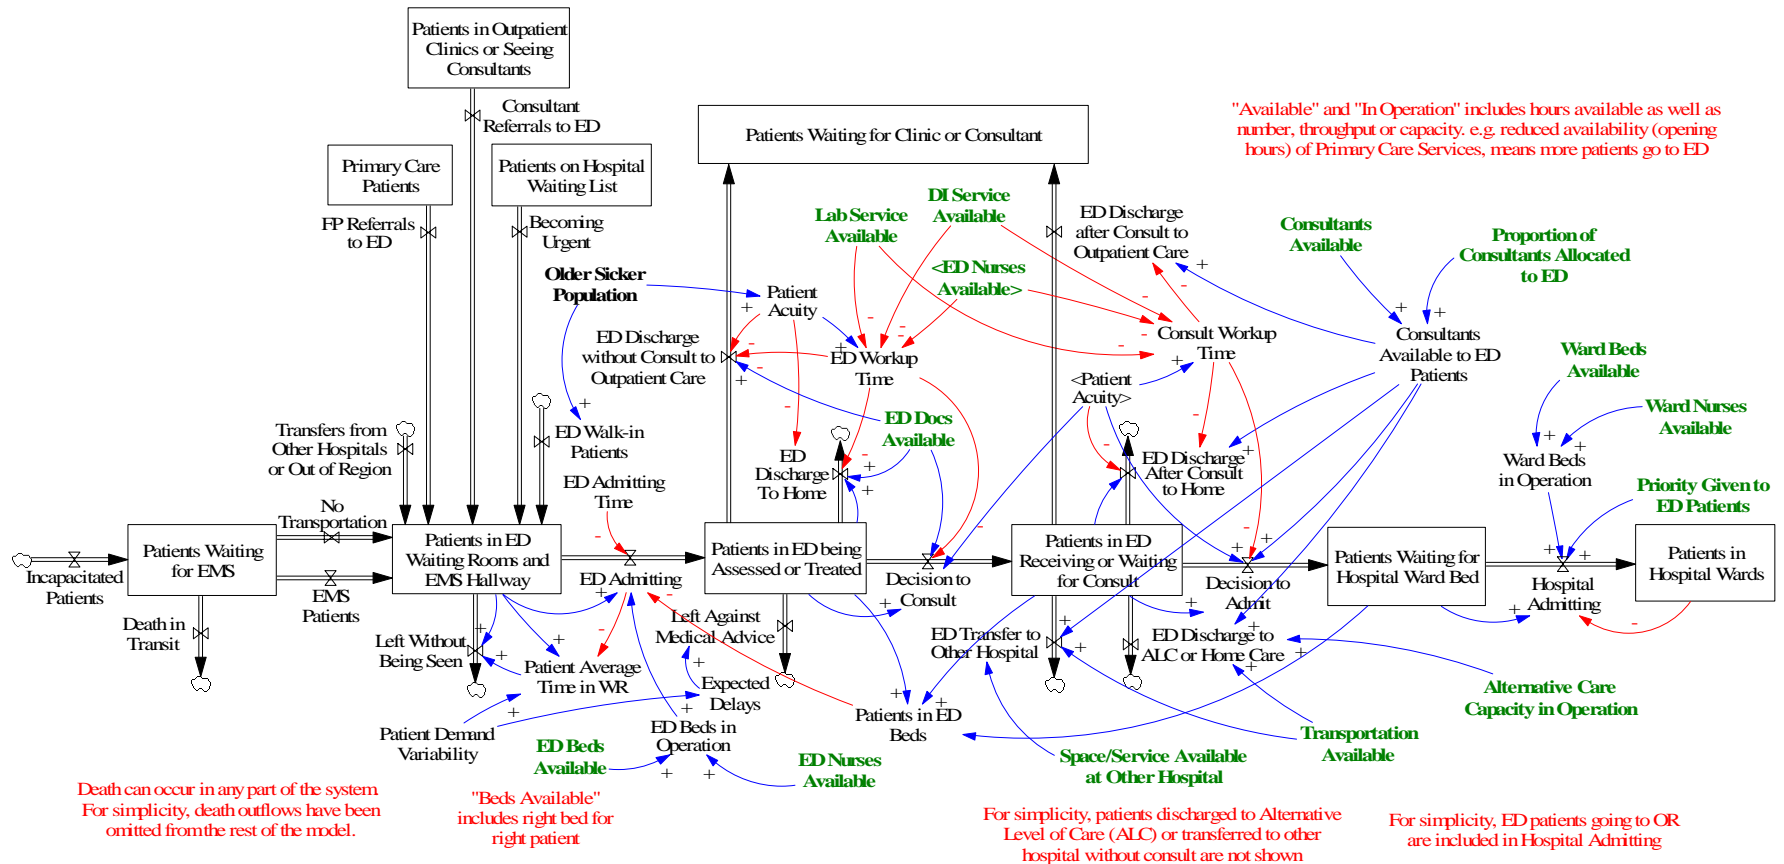 Patients in Outpatient
Clinics or Seeing
Consultants
Consultant
Referrals to ED
Primary Care
Patients
Patients on Hospital
Waiting List
FP Referrals
to ED
Becoming
Urgent
Patients Waiting for Clinic or Consultant
"Available" and "In Operation" includes hours available as well as
number, throughput or capacity. e.g. reduced availability (opening
hours) of Primary Care Services, means more patients go to ED
Lab Service
Available
DI Service
Available
<ED Nurses
Available>
ED Discharge
after Consult to
Outpatient Care
Consultants
Available
Proportion of
Consultants Allocated
to ED
Older Sicker
Population
Patient
Acuity
ED Discharge
without Consult to
Outpatient Care
ED Workup
Time
Consult Workup
Time
Consultants
Available to ED
Patients
<Patient
Acuity>
Ward Beds
Available
Ward Nurses
Available
ED Docs
Available
Transfers from
Other Hospitals
or Out of Region
ED Walk-in
Patients
ED
Discharge
To Home
ED Discharge
After Consult
to Home
Ward Beds
in Operation
Priority Given to
ED Patients
ED Admitting
Time
No
Transportation
Patients Waiting
for EMS
Patients in ED
Waiting Rooms and
EMS Hallway
Patients in ED being
Assessed or Treated
Patients in ED
Receiving or Waiting
for Consult
Patients Waiting for
Hospital Ward Bed
Patients in
Hospital Wards
Incapacitated
Patients
EMS
Patients
ED Admitting
Decision to
Consult
Decision to
Admit
Hospital
Admitting
Death in
Transit
Left Without
Being Seen
Left Against
Medical Advice
ED Transfer to
Other Hospital
ED Discharge to
ALC or Home Care
Patient Average
Time in WR
Expected
Delays
Patient Demand
Variability
ED Beds in
Operation
Patients in ED
Beds
Alternative Care
Capacity in Operation
ED Beds
Available
ED Nurses
Available
Space/Service Available
at Other Hospital
Transportation
Available
Death can occur in any part of the system.
For simplicity, death outflows have been
omitted from the rest of the model.
"Beds Available"
includes right bed for
right patient
For simplicity, patients discharged to Alternative
Level of Care (ALC) or transferred to other
hospital without consult are not shown
For simplicity, ED patients going to OR
are included in Hospital Admitting